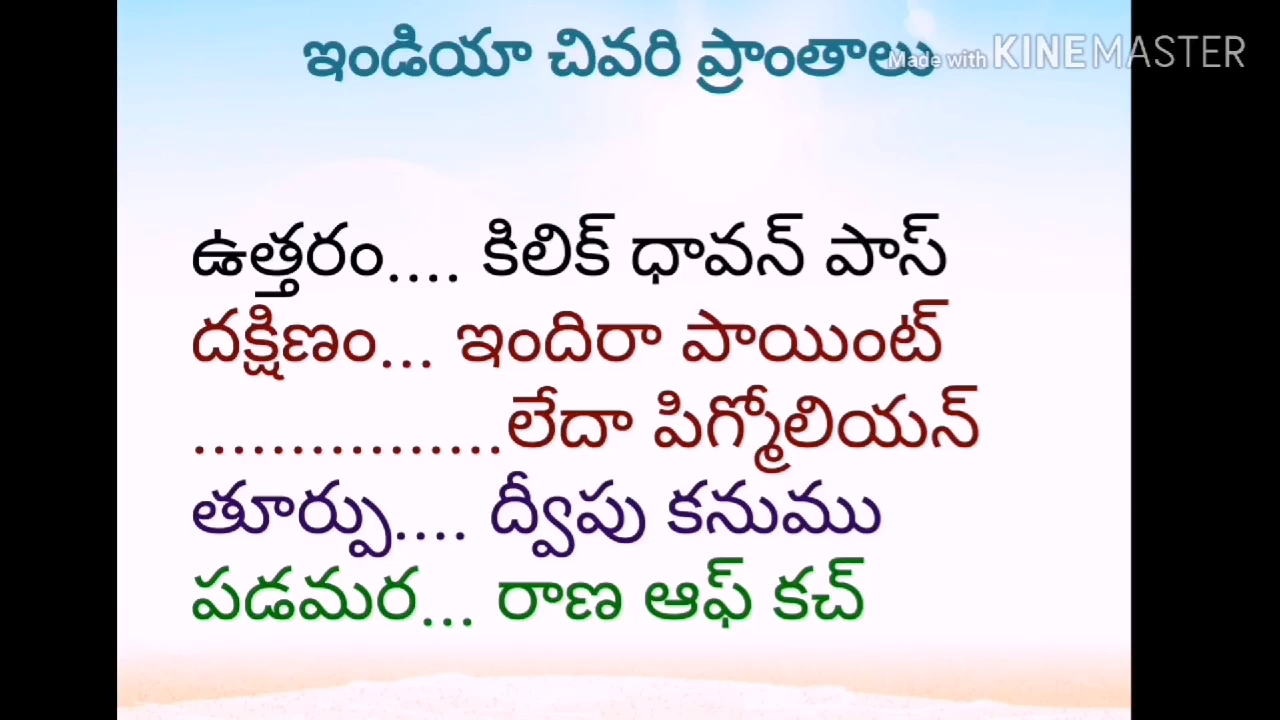 ఇండియా చివరి ప్రాంతాలు
Made with KINEMASTER
ఉత్తరం.... కిలిక్ ధావన్ పాస్
దక్షిణం... ఇందిరా పాయింట్
................లేదా పిగ్మోలియన్
తూర్పు.... ద్వీపు కనుము
పడమర... రాణ ఆఫ్ కచ్